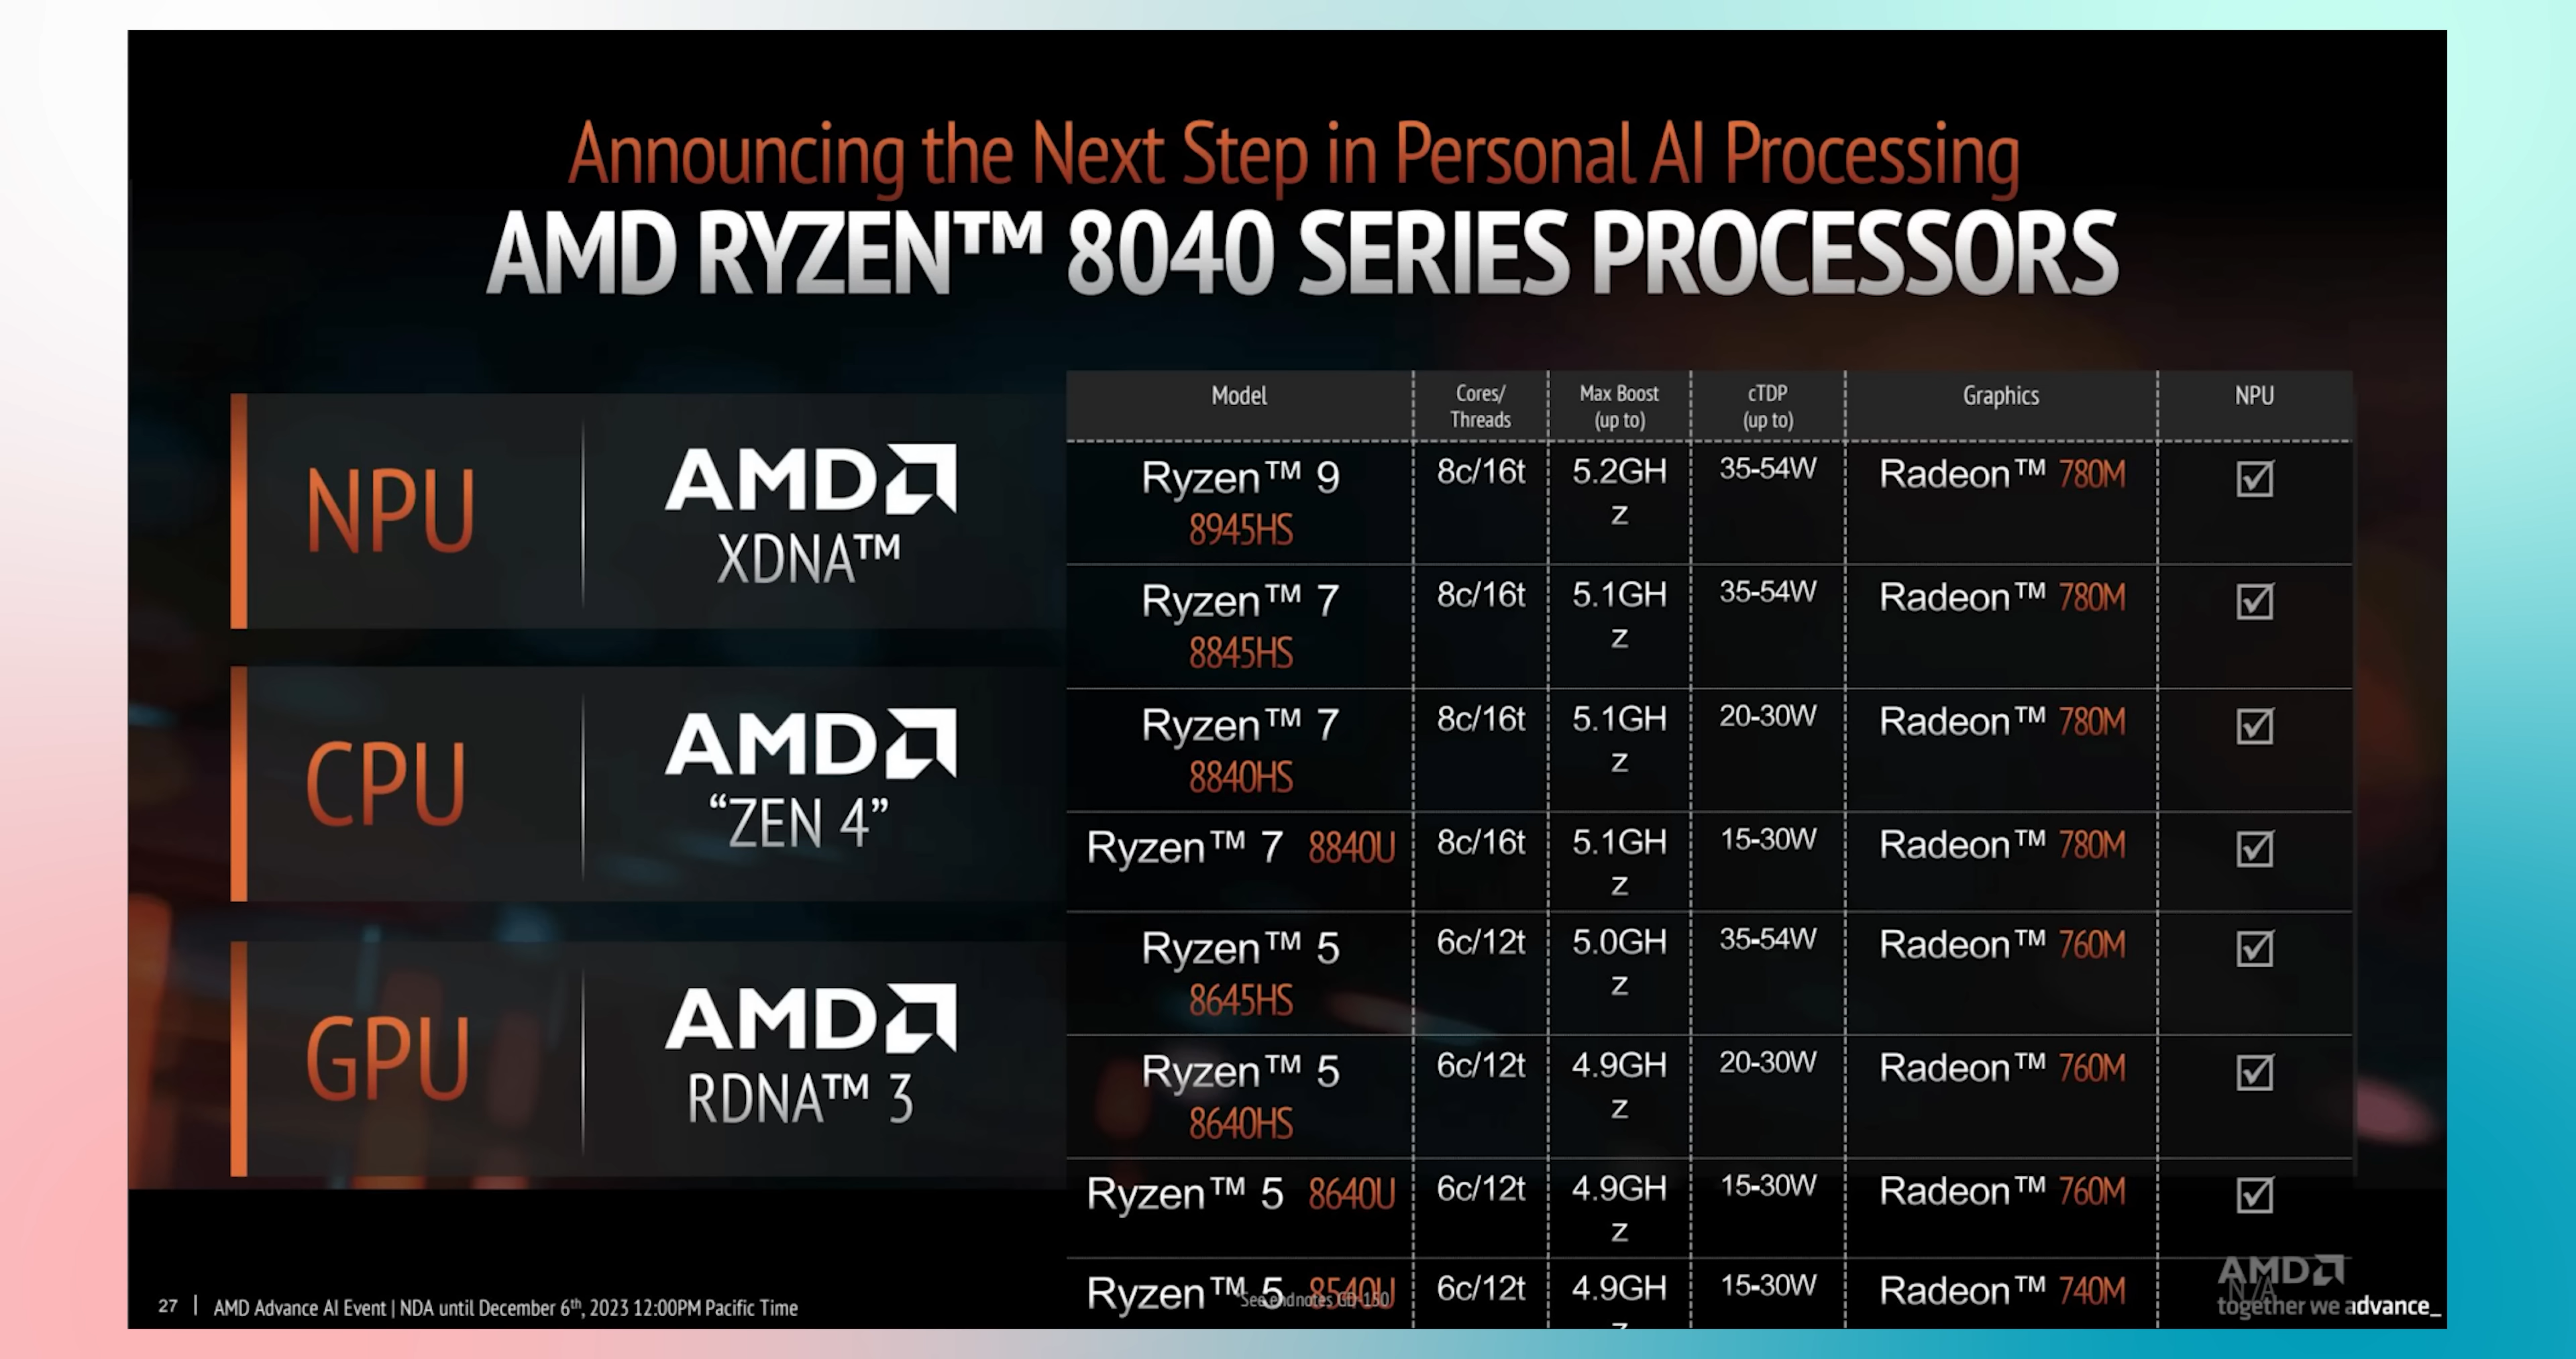 Announcing the Next Step in Personal AI Processing
AMD RYZEN™ 8040 SERIES PROCESSORS
NPU
AMD
XDNA™
CPU
AMD
“ZEN 4”
GPU
AMD
RDNA™ 3
Model Cores/ Max Boost cTDP Graphics NPU
Threads (up to) (up to)
Ryzen™ 9 8c/16t 5.2GH 35-54W Radeon™ 780M
8945HS z
Ryzen™ 7 8c/16t 5.1GH 35-54W Radeon™ 780M
8845HS z
Ryzen™ 7 8c/16t 5.1GH 20-30W Radeon™ 780M
8840HS z
Ryzen™ 7 8840U 8c/16t 5.1GH 15-30W Radeon™ 780M
z
Ryzen™ 5 6c/12t 5.0GH 35-54W Radeon™ 760M
8645HS z
Ryzen™ 5 6c/12t 4.9GH 20-30W Radeon™ 760M
8640HS z
Ryzen™ 5 8640U 6c/12t 4.9GH 15-30W Radeon™ 760M
z
Ryzen™ 5 8540U 6c/12t 4.9GH 15-30W Radeon™ 740M N/A
z
See endnotes GD-150
27 | AMD Advance AI Event | NDA until December 6th, 2023 12:00PM Pacific Time
AMD
together we advance_